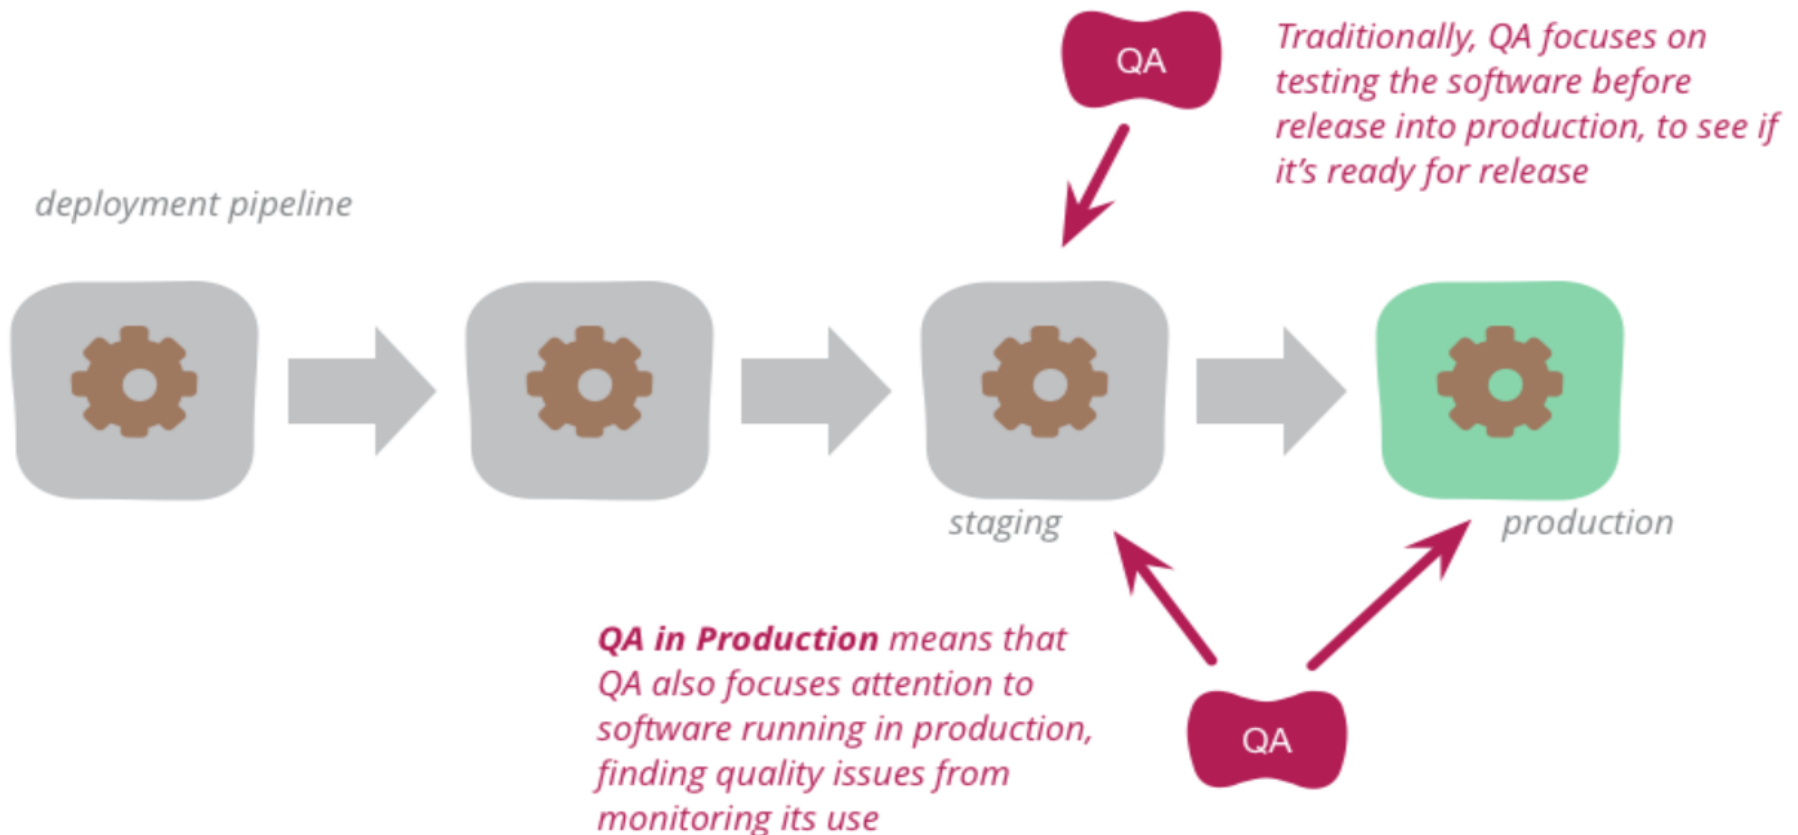 QA
Traditionally, QA focuses on
testing the software before
release into production, to see if
it's ready for release
deployment pipeline
staging
production
QA in Production means that
QA also focuses attention to
software running in production,
finding quality issues from
monitoring its use
QA